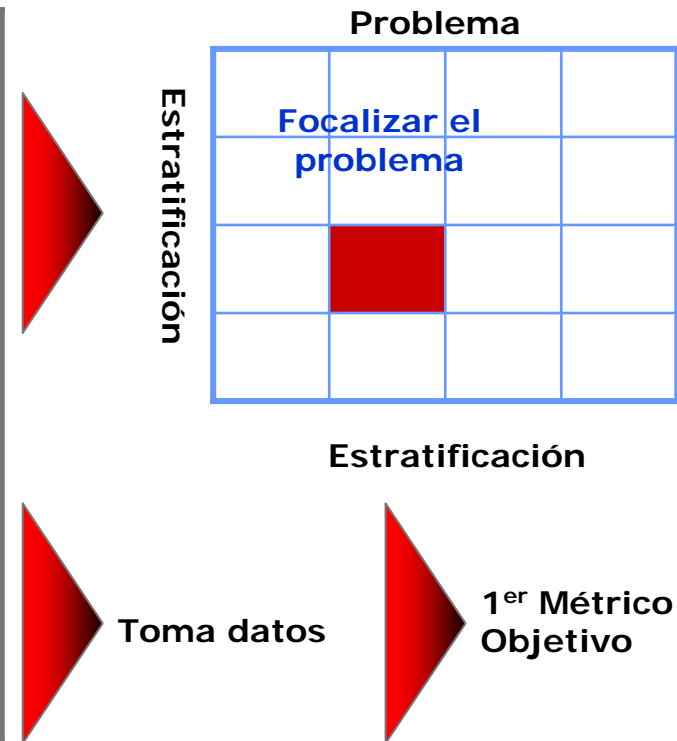 Problema
Estratificación
Focalizar el
problema
Estratificación
Toma datos
1er Métrico
Objetivo